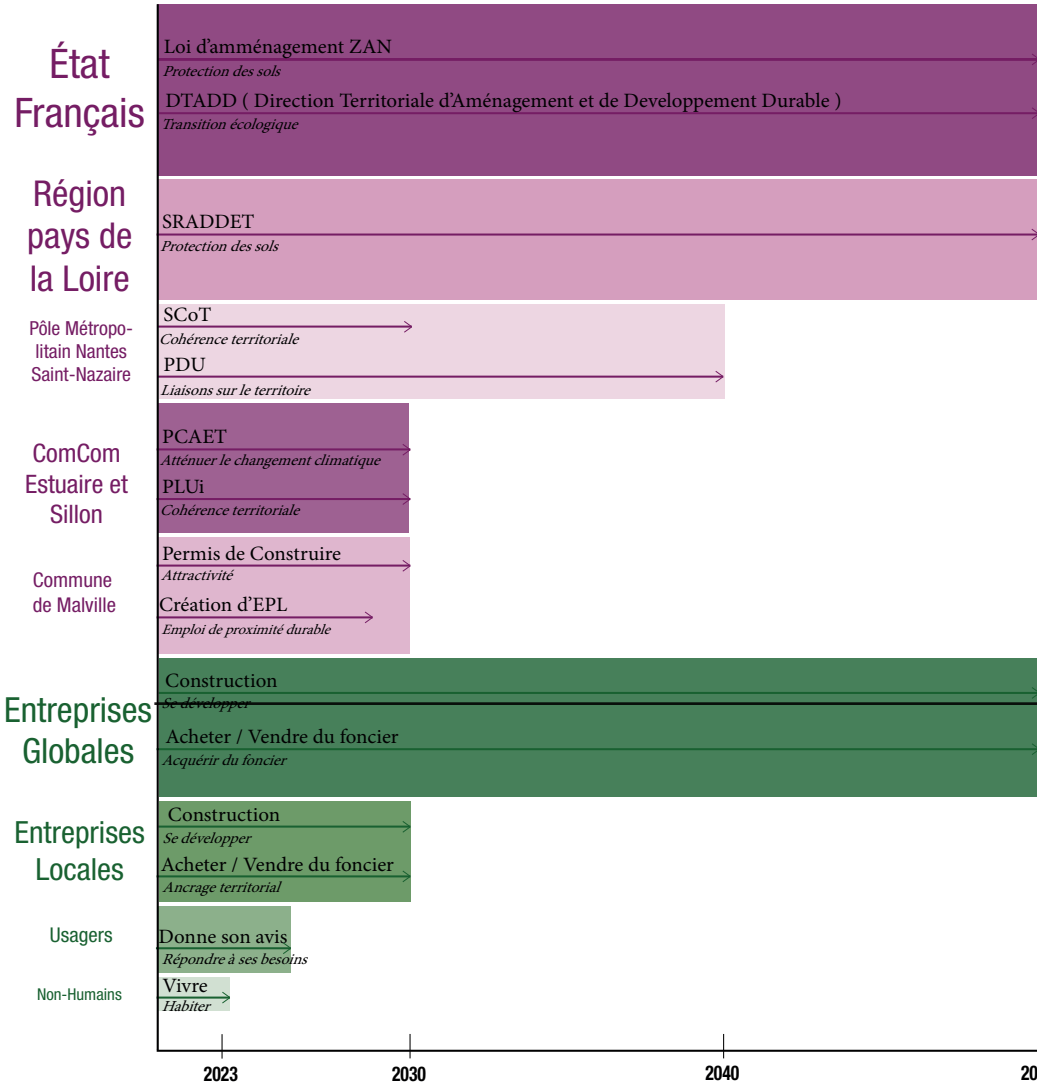 État
Français
Loi d'amménagement ZAN
Protection des sols
DTADD ( Direction Territoriale d'Aménagement et de Developpement Durable )
Transition écologique
Région
pays de
la Loire
SRADDET
Protection des sols
Pôle Métropo-
litain Nantes
Saint-Nazaire
SCoT
Cohérence territoriale
PDU
Liaisons sur le territoire
ComCom
Estuaire et
Sillon
PCAET
Atténuer le changement climatique
PLUi
Cohérence territoriale
Commune
de Malville
Permis de Construire
Attractivité
Création d'EPL
Emploi de proximité durable
Entreprises
Globales
Construction
Se développer
Acheter / Vendre du foncier
Acquérir du foncier
Entreprises
Locales
Construction
Se développer
Acheter / Vendre du foncier
Ancrage territorial
Usagers
Donne son avis
Répondre à ses besoins
Non-Humains
Vivre
Habiter
2023 2030 2040 20